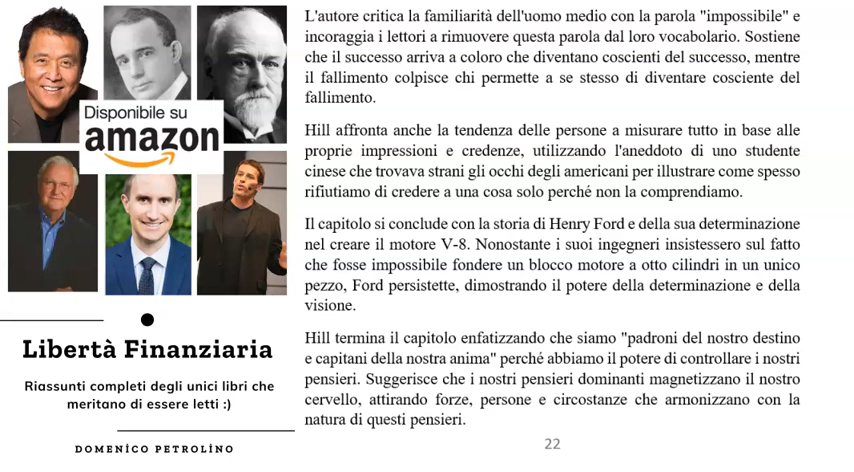 Disponibile su
amazon
Libertà Finanziaria
Riassunti completi degli unici libri che
meritano di essere letti :)
DOMENİCO PETROLİNO
L'autore critica la familiarità dell'uomo medio con la parola "impossibile" e
incoraggia i lettori a rimuovere questa parola dal loro vocabolario. Sostiene
che il successo arriva a coloro che diventano coscienti del successo, mentre
il fallimento colpisce chi permette a se stesso di diventare cosciente del
fallimento.
Hill affronta anche la tendenza delle persone a misurare tutto in base alle
proprie impressioni e credenze, utilizzando l'aneddoto di uno studente
cinese che trovava strani gli occhi degli americani per illustrare come spesso
rifiutiamo di credere a una cosa solo perché non la comprendiamo.
Il capitolo si conclude con la storia di Henry Ford e della sua determinazione
nel creare il motore V-8. Nonostante i suoi ingegneri insistessero sul fatto
che fosse impossibile fondere un blocco motore a otto cilindri in un unico
pezzo, Ford persistette, dimostrando il potere della determinazione e della
visione.
Hill termina il capitolo enfatizzando che siamo "padroni del nostro destino
e capitani della nostra anima" perché abbiamo il potere di controllare i nostri
pensieri. Suggerisce che i nostri pensieri dominanti magnetizzano il nostro
cervello, attirando forze, persone e circostanze che armonizzano con la
natura di questi pensieri.
22